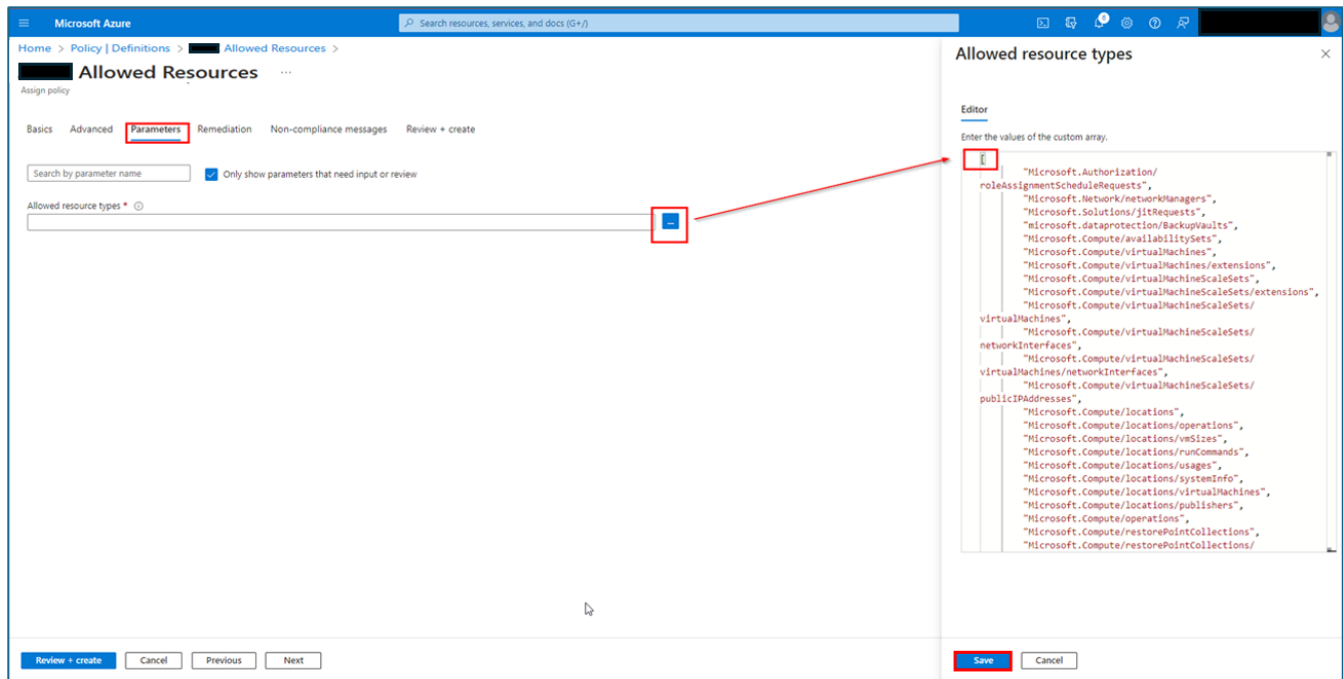 Microsoft Azure
Search resources, services, and docs (G+/)
Home > Policy | Definitions > Allowed Resources >
Allowed Resources ...
Assign policy
Basics Advanced Parameters Remediation Non-compliance messages Review + create
Search by parameter name
Only show parameters that need input or review
Allowed resource types *
...
Review + create Cancel Previous Next
Allowed resource types
Editor
Enter the values of the custom array.
[
"Microsoft.Authorization/
roleAssignmentScheduleRequests",
"Microsoft.Network/networkManagers",
"Microsoft.Solutions/jitRequests",
"microsoft.dataprotection/BackupVaults",
"Microsoft.Compute/availabilitySets",
"Microsoft.Compute/virtualMachines",
"Microsoft.Compute/virtualMachines/extensions",
"Microsoft.Compute/virtualMachineScaleSets",
"Microsoft.Compute/virtualMachineScaleSets/extensions",
"Microsoft.Compute/virtualMachineScaleSets/
virtualMachines",
"Microsoft.Compute/virtualMachineScaleSets/
networkInterfaces",
"Microsoft.Compute/virtualMachineScaleSets/
virtualMachines/networkInterfaces",
"Microsoft.Compute/virtualMachineScaleSets/
publicIPAddresses",
"Microsoft.Compute/locations",
"Microsoft.Compute/locations/operations",
"Microsoft.Compute/locations/vmSizes",
"Microsoft.Compute/locations/runCommands",
"Microsoft.Compute/locations/usages",
"Microsoft.Compute/locations/systemInfo",
"Microsoft.Compute/locations/virtualMachines",
"Microsoft.Compute/locations/publishers",
"Microsoft.Compute/operations",
"Microsoft.Compute/restorePointCollections",
"Microsoft.Compute/restorePointCollections/
Save Cancel